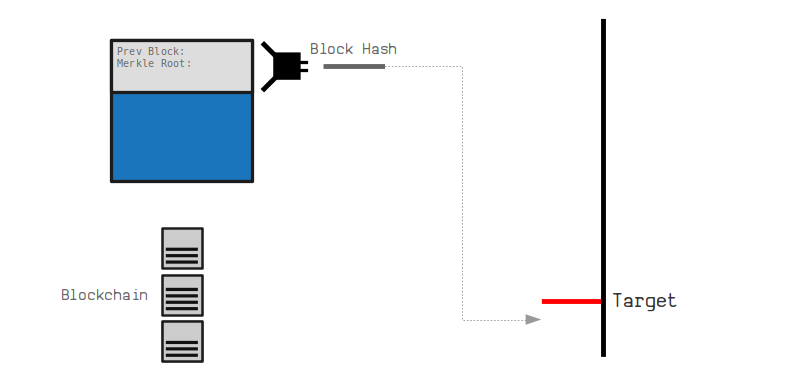 Prev Block:
Merkle Root:
Block Hash
Blockchain
Target